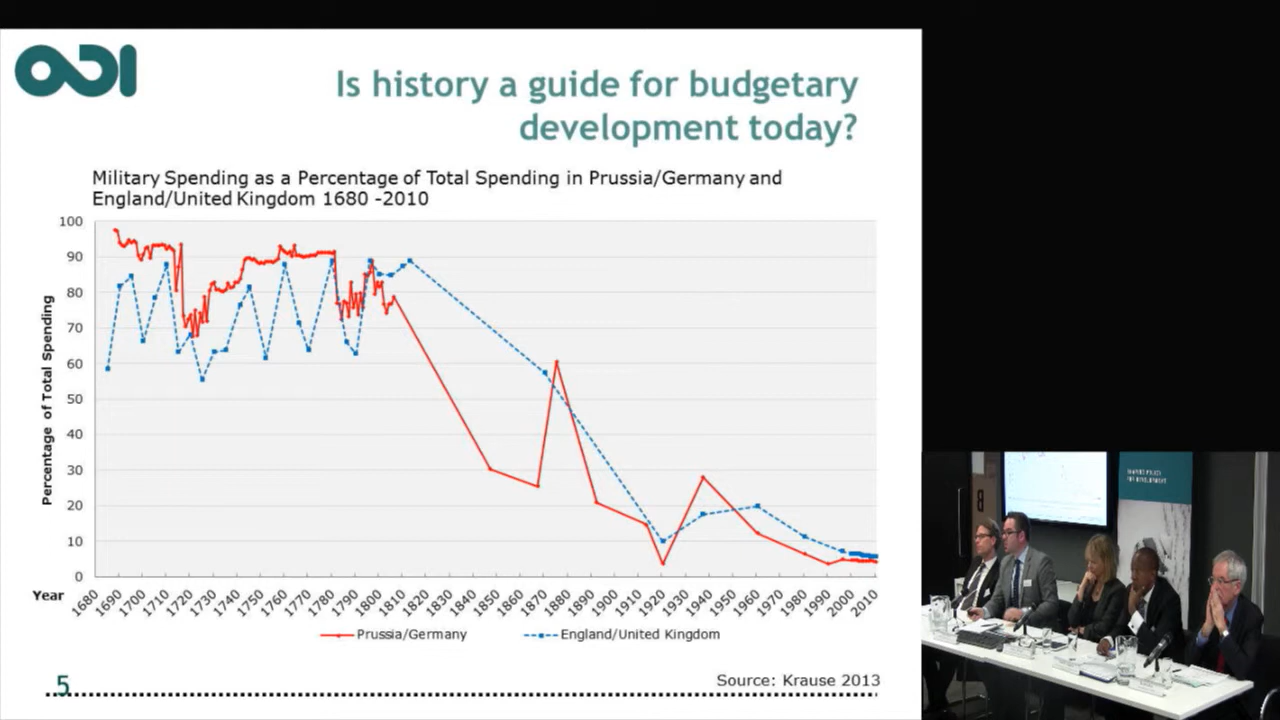 ODI
Is history a guide for budgetary
development today?
Military Spending as a Percentage of Total Spending in Prussia/Germany and
England/United Kingdom 1680 -2010
Percentage of Total Spending
100
90
80
70
60
50
40
30
20
10
0
Year
1680 1690 1700 1710 1720 1730 1740 1750 1760 1770 1780 1790 1800 1810 1820 1830 1840 1850 1860 1870 1880 1890 1900 1910 1920 1930 1940 1950 1960 1970 1980 1990 2000 2010
Prussia/Germany
England/United Kingdom
Source: Krause 2013
5
FOR DEVELOPMENT